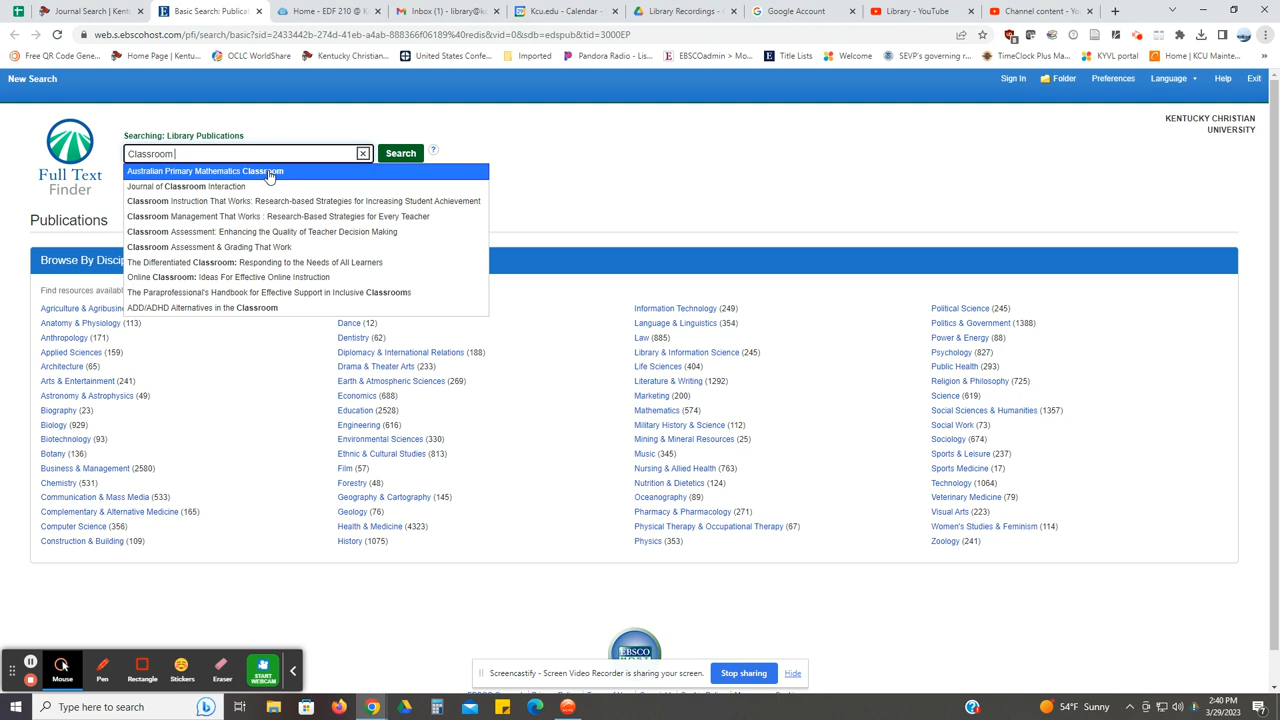 Journal Search | Kent
Basic Search: Publicat
Home - EDF 210 @ K
Inbox (1) - library@k
Kcu.edu - Calendar -
Library Recordings -
Google Account
Library - YouTube
Channel content - Yo
web.s.ebscohost.com/pfi/search/basic?sid=2433442b-274d-41eb-a4ab-888366f06189%40redis&vid=0&sdb=edspub&tid=3000EP
Free QR Code Gene...
Home Page | Kentu...
OCLC WorldShare
Kentucky Christian...
United States Confe...
Imported
Pandora Radio - Lis...
EBSCOadmin > Mo...
Title Lists
Welcome
SEVP's governing r...
TimeClock Plus Ma...
KYVL portal
Home | KCU Mainte...
New Search
Sign In
Folder
Preferences
Language
Help
Exit
KENTUCKY CHRISTIAN
UNIVERSITY
Full Text
Finder
Searching: Library Publications
Classroom
Search
Australian Primary Mathematics Classroom
Journal of Classroom Interaction
Classroom Instruction That Works: Research-based Strategies for Increasing Student Achievement
Classroom Management That Works : Research-Based Strategies for Every Teacher
Classroom Assessment: Enhancing the Quality of Teacher Decision Making
Classroom Assessment & Grading That Work
The Differentiated Classroom: Responding to the Needs of All Learners
Online Classroom: Ideas For Effective Online Instruction
The Paraprofessional's Handbook for Effective Support in Inclusive Classrooms
ADD/ADHD Alternatives in the Classroom
Publications
Browse By Discip
Find resources availabl
Agriculture & Agribusin
Anatomy & Physiology (113)
Anthropology (171)
Applied Sciences (159)
Architecture (65)
Arts & Entertainment (241)
Astronomy & Astrophysics (49)
Biography (23)
Biology (929)
Biotechnology (93)
Botany (136)
Business & Management (2580)
Chemistry (531)
Communication & Mass Media (533)
Complementary & Alternative Medicine (165)
Computer Science (356)
Construction & Building (109)
Dance (12)
Dentistry (62)
Diplomacy & International Relations (188)
Drama & Theater Arts (233)
Earth & Atmospheric Sciences (269)
Economics (688)
Education (2528)
Engineering (616)
Environmental Sciences (330)
Ethnic & Cultural Studies (813)
Film (57)
Forestry (48)
Geography & Cartography (145)
Geology (76)
Health & Medicine (4323)
History (1075)
Information Technology (249)
Language & Linguistics (354)
Law (885)
Library & Information Science (245)
Life Sciences (404)
Literature & Writing (1292)
Marketing (200)
Mathematics (574)
Military History & Science (112)
Mining & Mineral Resources (25)
Music (345)
Nursing & Allied Health (763)
Nutrition & Dietetics (124)
Oceanography (89)
Pharmacy & Pharmacology (271)
Physical Therapy & Occupational Therapy (67)
Physics (353)
Political Science (245)
Politics & Government (1388)
Power & Energy (88)
Psychology (827)
Public Health (293)
Religion & Philosophy (725)
Science (619)
Social Sciences & Humanities (1357)
Social Work (73)
Sociology (674)
Sports & Leisure (237)
Sports Medicine (17)
Technology (1064)
Veterinary Medicine (79)
Visual Arts (223)
Women's Studies & Feminism (114)
Zoology (241)
EBSCO
Mouse
Pen
Rectangle
Stickers
Eraser
START
WEBCAM
Screencastify - Screen Video Recorder is sharing your screen.
Stop sharing
Hide
Type here to search
54°F Sunny
2:40 PM
3/29/2023